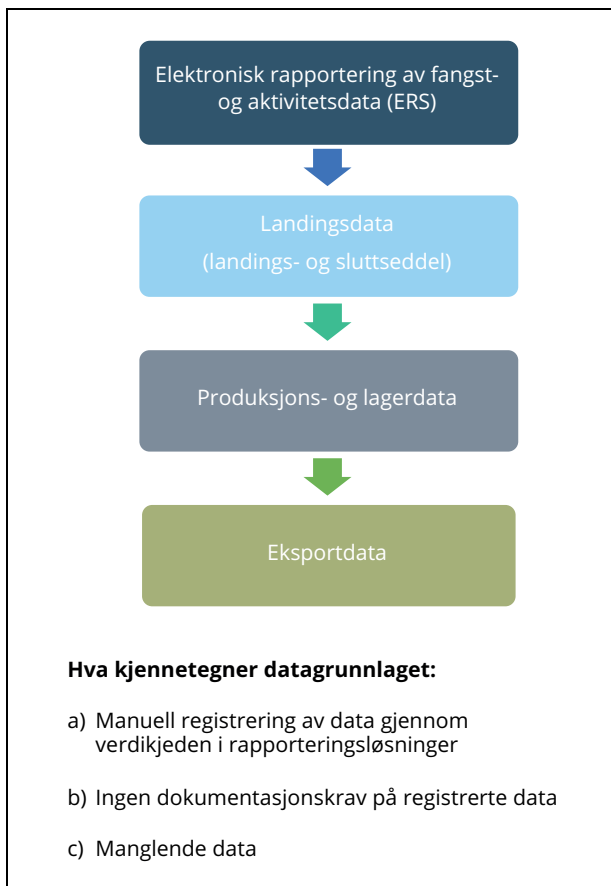 Elektronisk rapportering av fangst-
og aktivitetsdata (ERS)
Landingsdata
(landings- og sluttseddel)
Produksjons- og lagerdata
Eksportdata
Hva kjennetegner datagrunnlaget:
a) Manuell registrering av data gjennom
verdikjeden i rapporteringsløsninger
b) Ingen dokumentasjonskrav på registrerte data
c) Manglende data